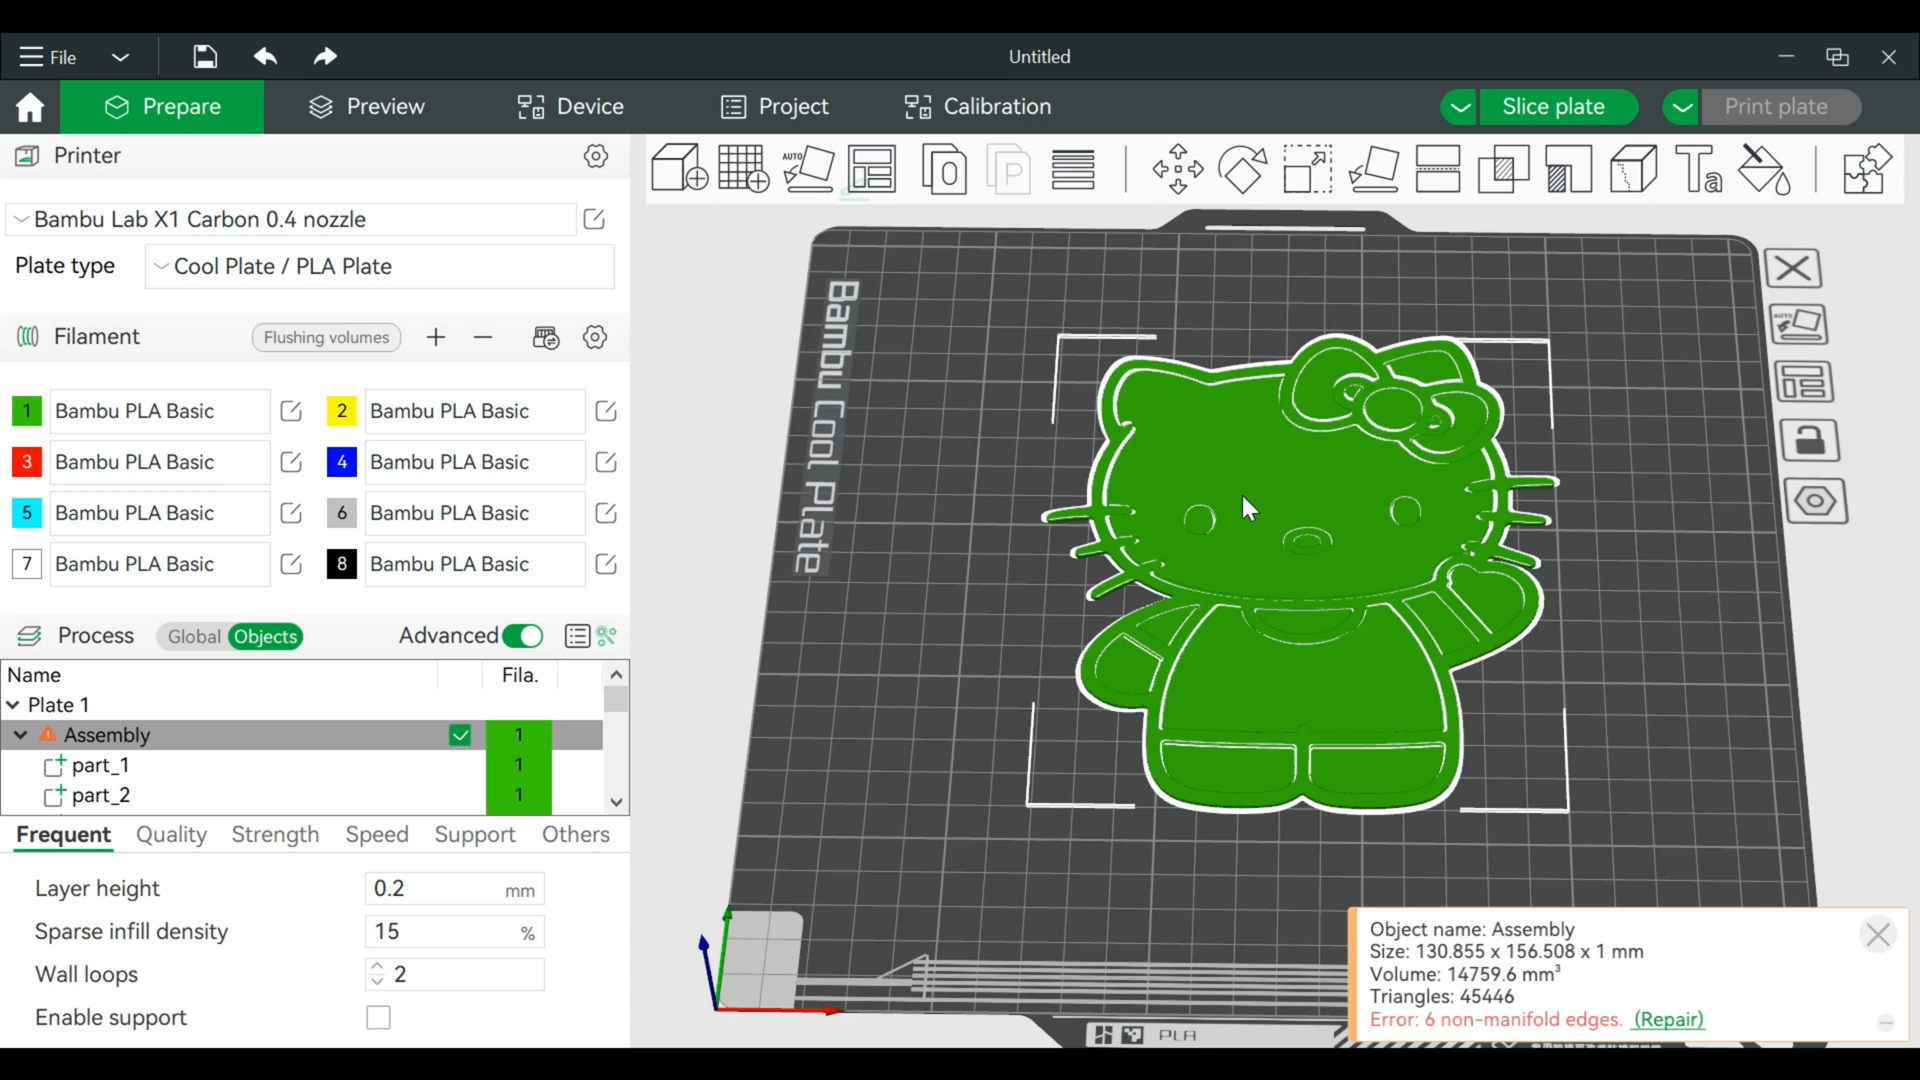 File
Untitled
Prepare
Preview
Device
Project
Calibration
Slice plate
Print plate
Printer
AUTO
O
P
Ta
Bambu Lab X1 Carbon 0.4 nozzle
Plate type
Cool Plate / PLA Plate
Bambu Cool Plate
AUTO
Filament
Flushing volumes
1 Bambu PLA Basic
2 Bambu PLA Basic
3 Bambu PLA Basic
4 Bambu PLA Basic
5 Bambu PLA Basic
6 Bambu PLA Basic
7 Bambu PLA Basic
8 Bambu PLA Basic
Process
Global
Objects
Advanced
Name
Fila.
Plate 1
Assembly
1
part_1
1
part_2
1
Frequent
Quality
Strength
Speed
Support
Others
Layer height
0.2 mm
Sparse infill density
15 %
Wall loops
2
Enable support
Object name: Assembly
Size: 130.855 x 156.508 x 1 mm
Volume: 14759.6 mm³
Triangles: 45446
Error: 6 non-manifold edges. (Repair)
PLA